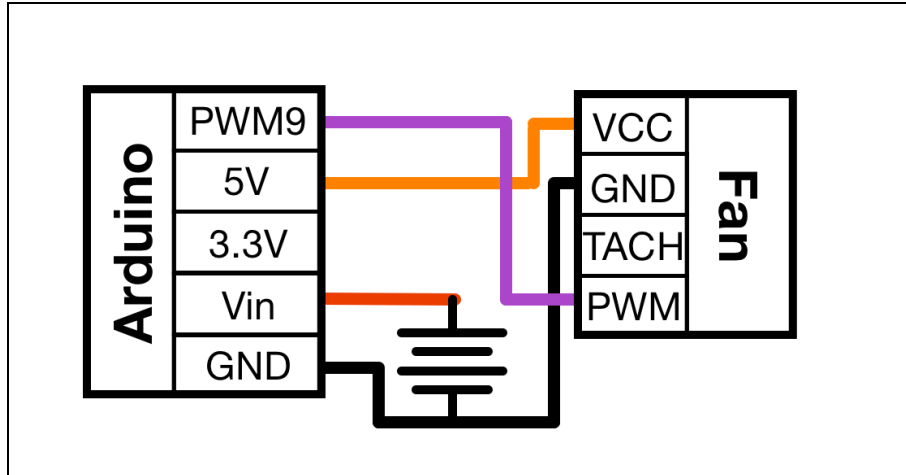 Arduino
PWM9
5V
3.3V
Vin
GND
VCC
GND
TACH
PWM
Fan